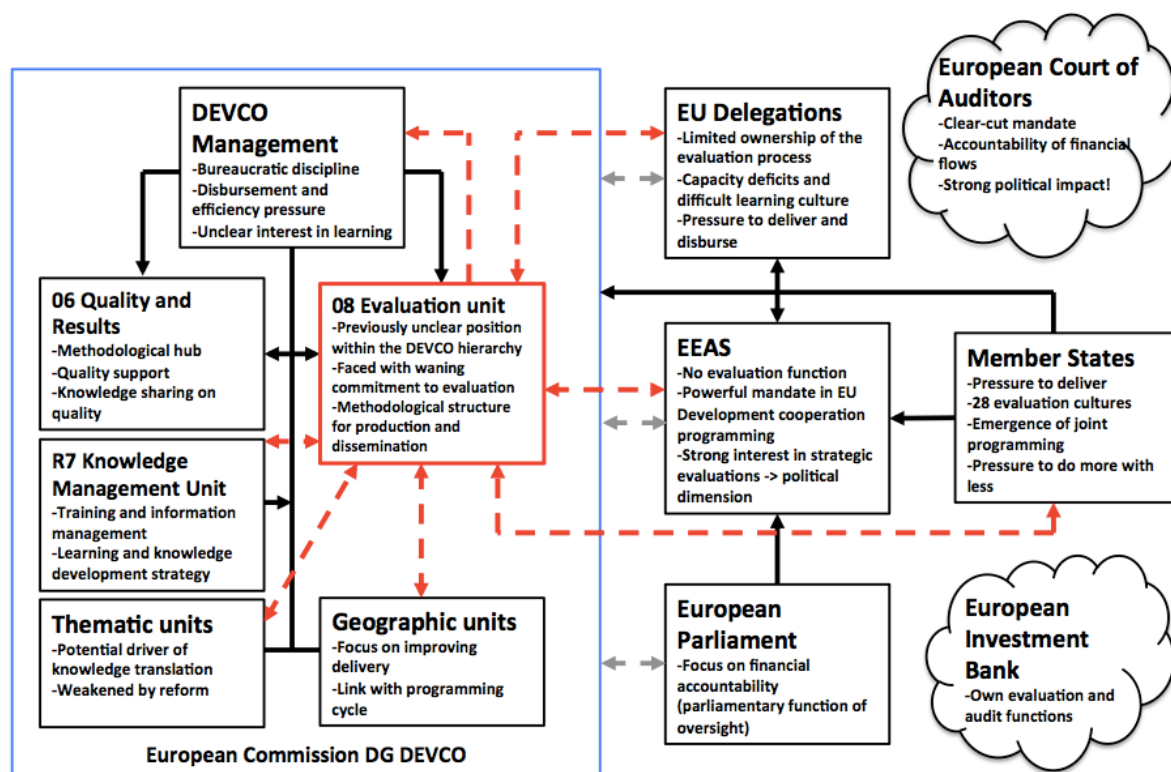 DEVCO
Management
-Bureaucratic discipline
-Disbursement and
efficiency pressure
-Unclear interest in learning
06 Quality and
Results
-Methodological hub
-Quality support
-Knowledge sharing on
quality
08 Evaluation unit
-Previously unclear position
within the DEVCO hierarchy
-Faced with waning
commitment to evaluation
-Methodological structure
for production and
dissemination
R7 Knowledge
Management Unit
-Training and information
management
-Learning and knowledge
development strategy
Thematic units
-Potential driver of
knowledge translation
-Weakened by reform
Geographic units
-Focus on improving
delivery
-Link with programming
cycle
European Commission DG DEVCO
EU Delegations
-Limited ownership of the
evaluation process
-Capacity deficits and
difficult learning culture
-Pressure to deliver and
disburse
EEAS
-No evaluation function
-Powerful mandate in EU
Development cooperation
programming
-Strong interest in strategic
evaluations -> political
dimension
European
Parliament
-Focus on financial
accountability
(parliamentary function of
oversight)
European Court of
Auditors
-Clear-cut mandate
-Accountability of financial
flows
-Strong political impact!
Member States
-Pressure to deliver
-28 evaluation cultures
-Emergence of joint
programming
-Pressure to do more with
less
European
Investment
Bank
-Own evaluation and
audit functions